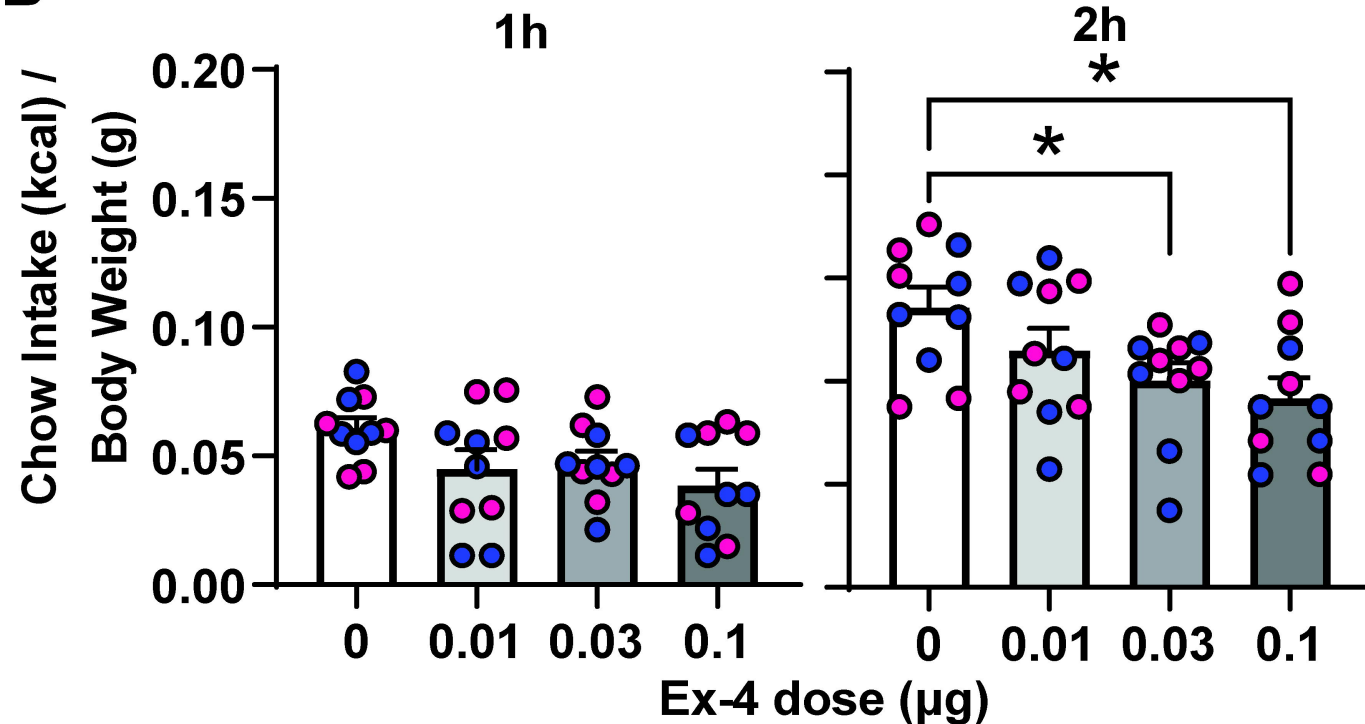 1h
2h
*
*
Chow Intake (kcal) /
Body Weight (g)
0.20
0.15
0.10
0.05
0.00
0 0.01 0.03 0.1
0 0.01 0.03 0.1
Ex-4 dose (µg)